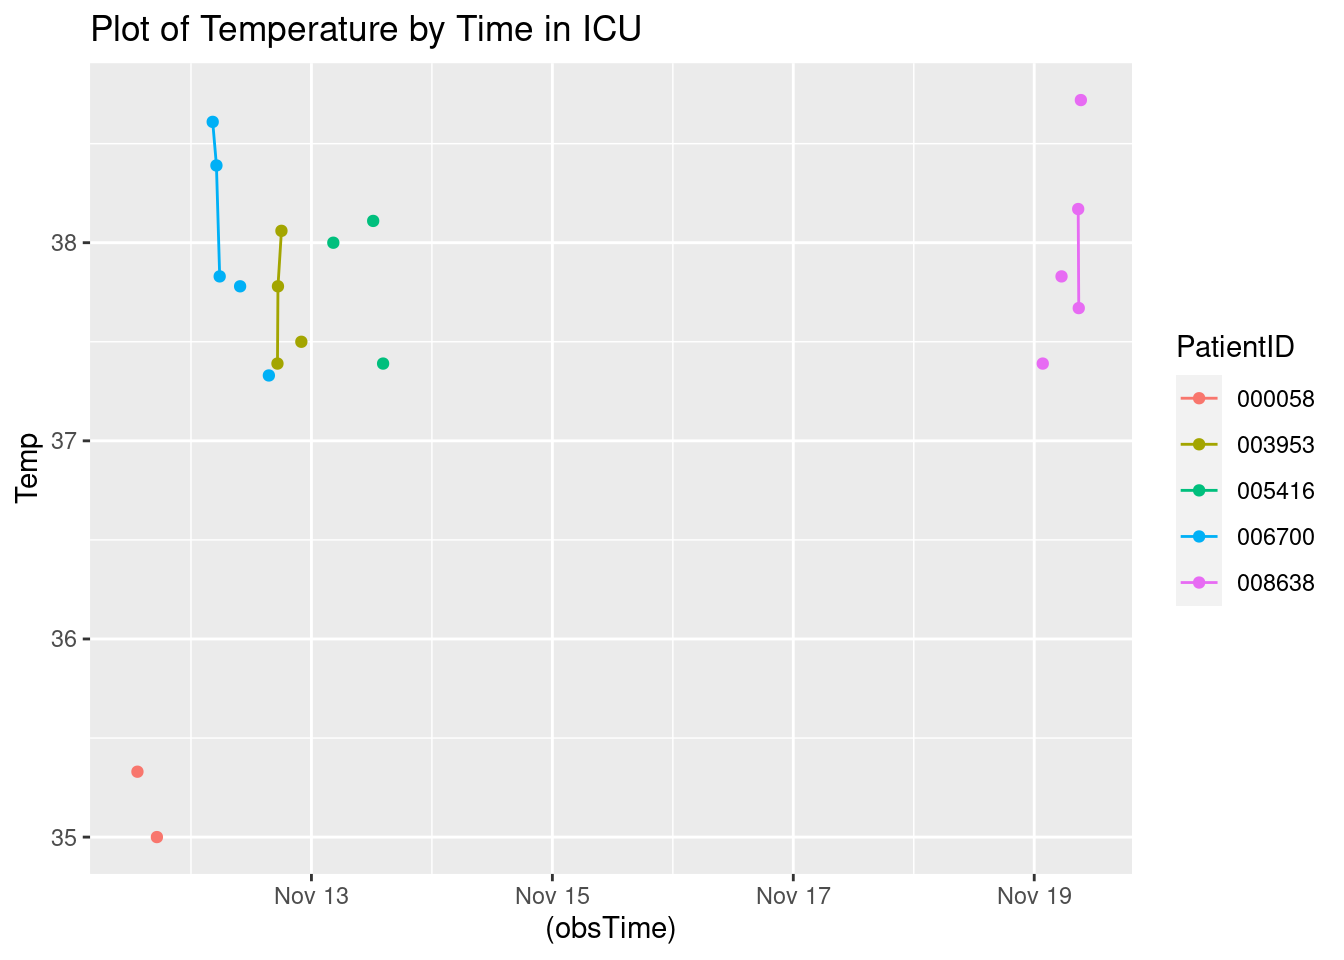 Plot of Temperature by Time in ICU
38
37
36
35
Temp
Nov 13
Nov 15
Nov 17
Nov 19
(obsTime)
PatientID
000058
003953
005416
006700
008638